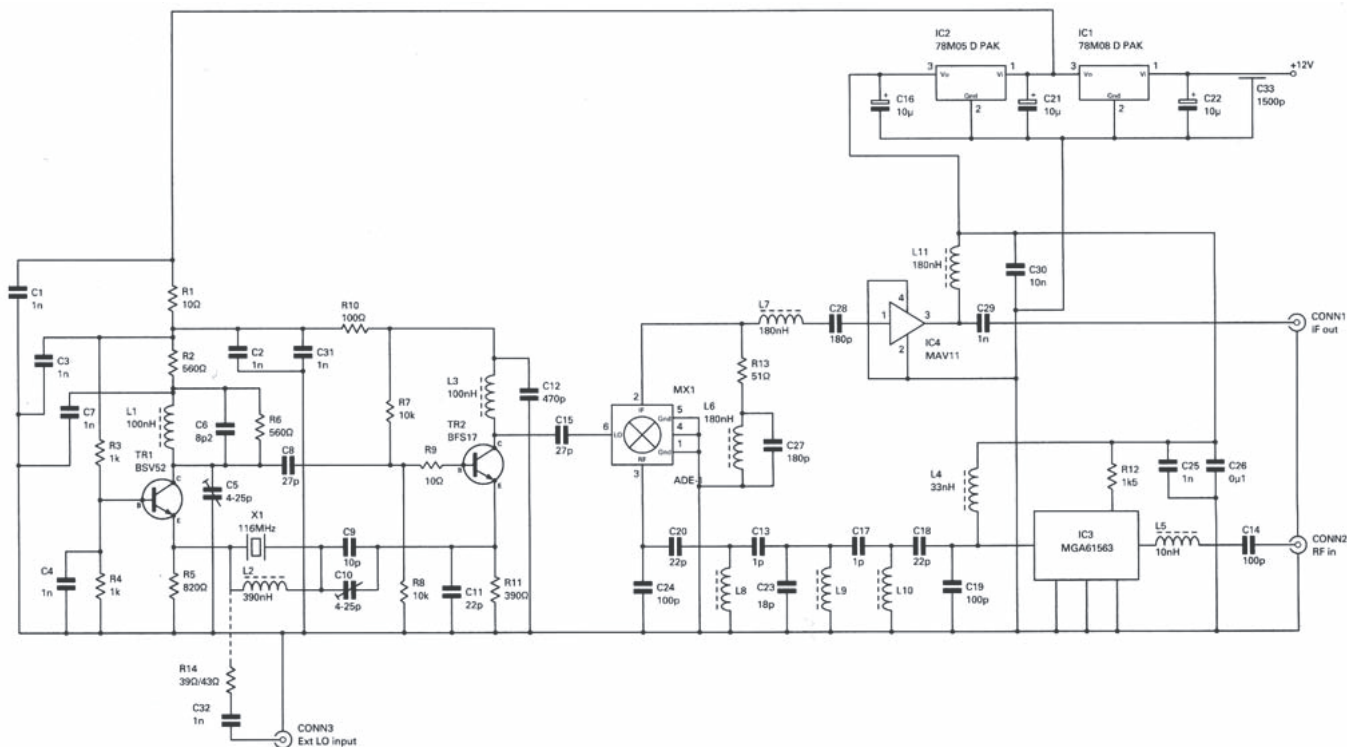 IC2
78M05 D PAK
IC1
78M08 D PAK
3
Vo
Vi
1
Gnd
2
3
Vo
Vi
1
Gnd
2
+12V
C16
10µ
+
C21
10µ
+
C22
10µ
+
C33
1500p
C1
1n
R1
10Ω
C3
1n
R2
560Ω
C2
1n
C31
1n
R10
100Ω
C7
1n
L1
100nH
C6
8p2
R6
560Ω
R3
1k
TR1
BSV52
C
B
E
C5
4-25p
C8
27p
R7
10k
L3
100nH
C12
470p
TR2
BFS17
C
B
E
R9
10Ω
C15
27p
X1
116MHz
L2
390nH
C9
10p
C10
4-25p
C4
1n
R4
1k
R5
820Ω
R8
10k
C11
22p
R11
390Ω
R14
39Ω/43Ω
C32
1n
CONN3
Ext LO input
MX1
2
IF
6
LO
RF
3
Gnd
5
4
Gnd
1
ADE-1
L7
180nH
C28
180p
R13
51Ω
L6
180nH
C27
180p
L11
180nH
C30
10n
1
4
3
2
IC4
MAV11
C29
1n
CONN1
IF out
C24
100p
C20
22p
L8
C13
1p
C23
18p
C17
1p
L9
L10
C18
22p
C19
100p
L4
33nH
R12
1k5
C25
1n
C26
0µ1
IC3
MGA61563
L5
10nH
C14
100p
CONN2
RF in